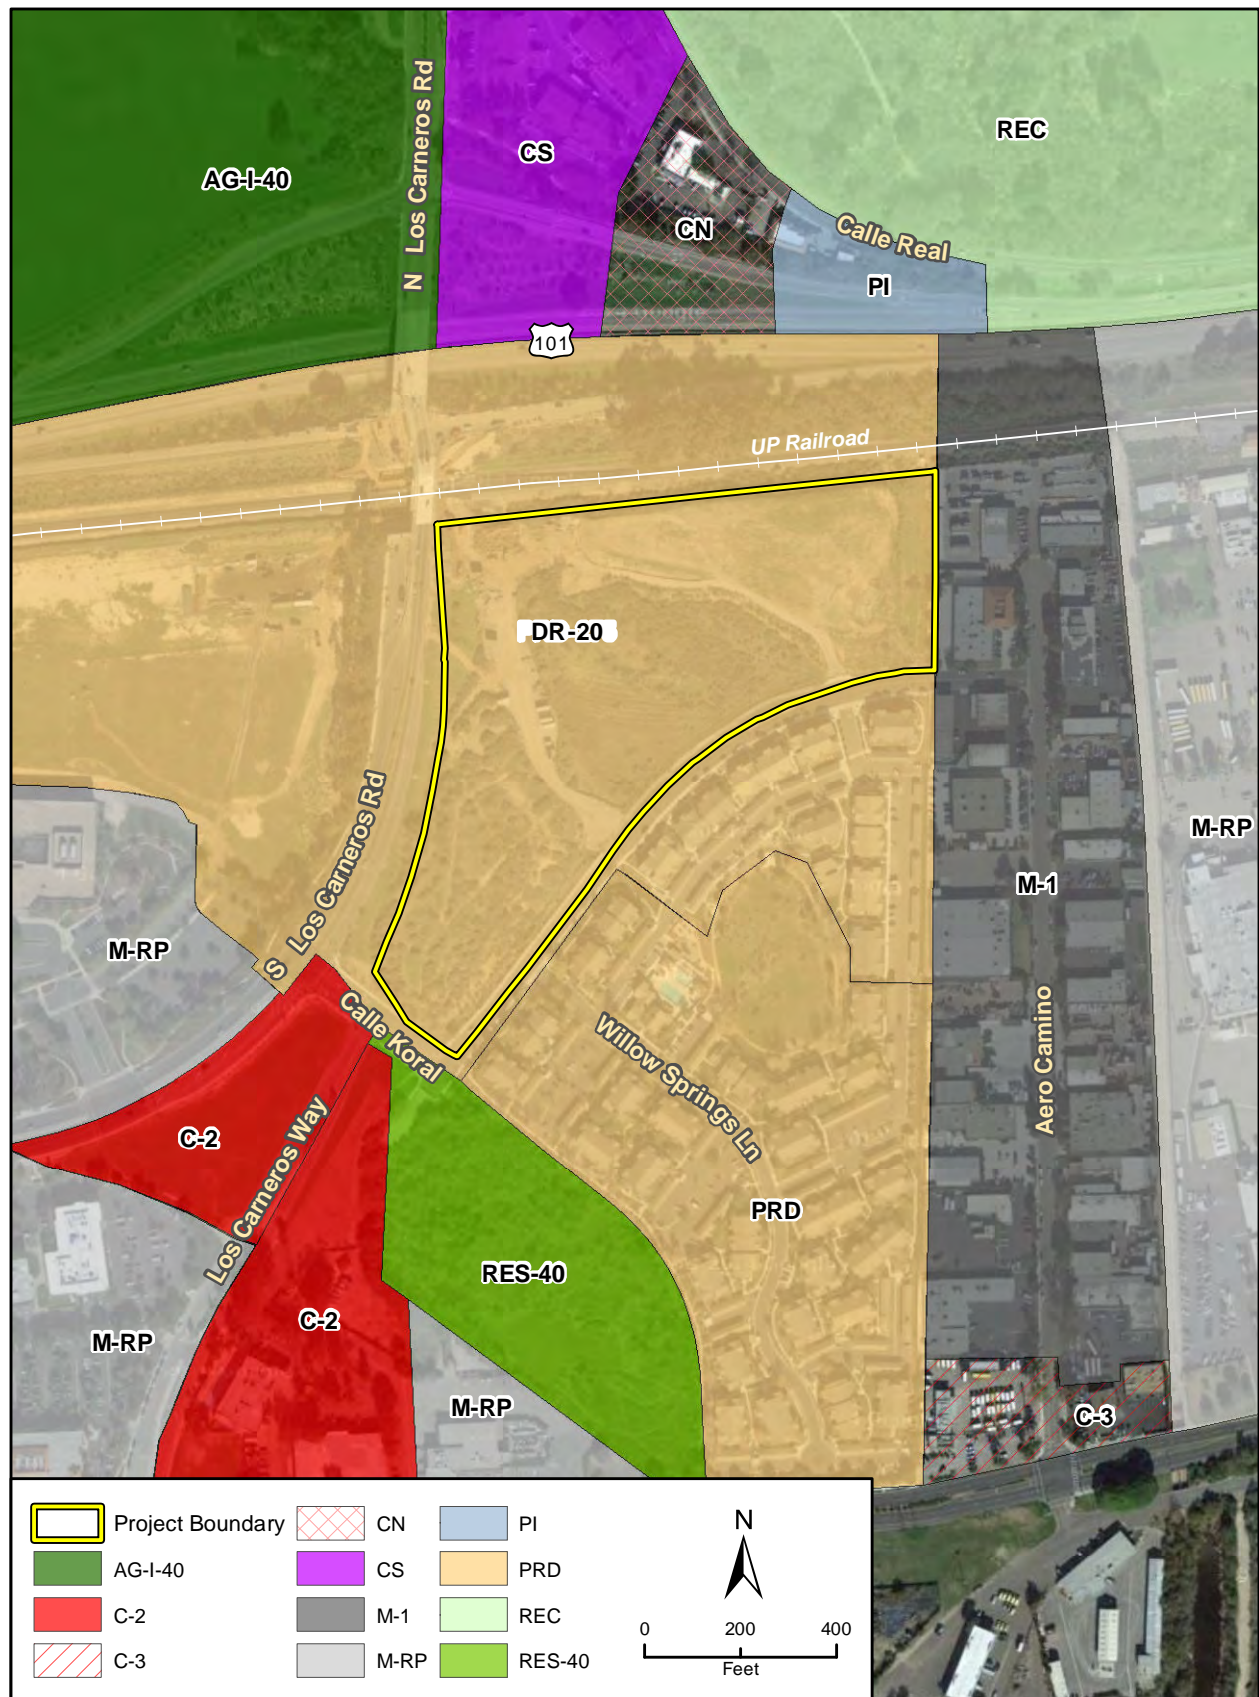 N Los Carneros Rd
REC
CS
AG-I-40
CN
Calle Real
PI
101
UP Railroad
DR-20
S Los Carneros Rd
M-RP
M-1
M-RP
Calle Koral
Willow Springs Ln
Aero Camino
C-2
Los Carneros Way
PRD
RES-40
C-2
M-RP
M-RP
C-3
Project Boundary
AG-I-40
C-2
C-3
CN
CS
M-1
M-RP
PI
PRD
REC
RES-40
N
0 200 400
Feet